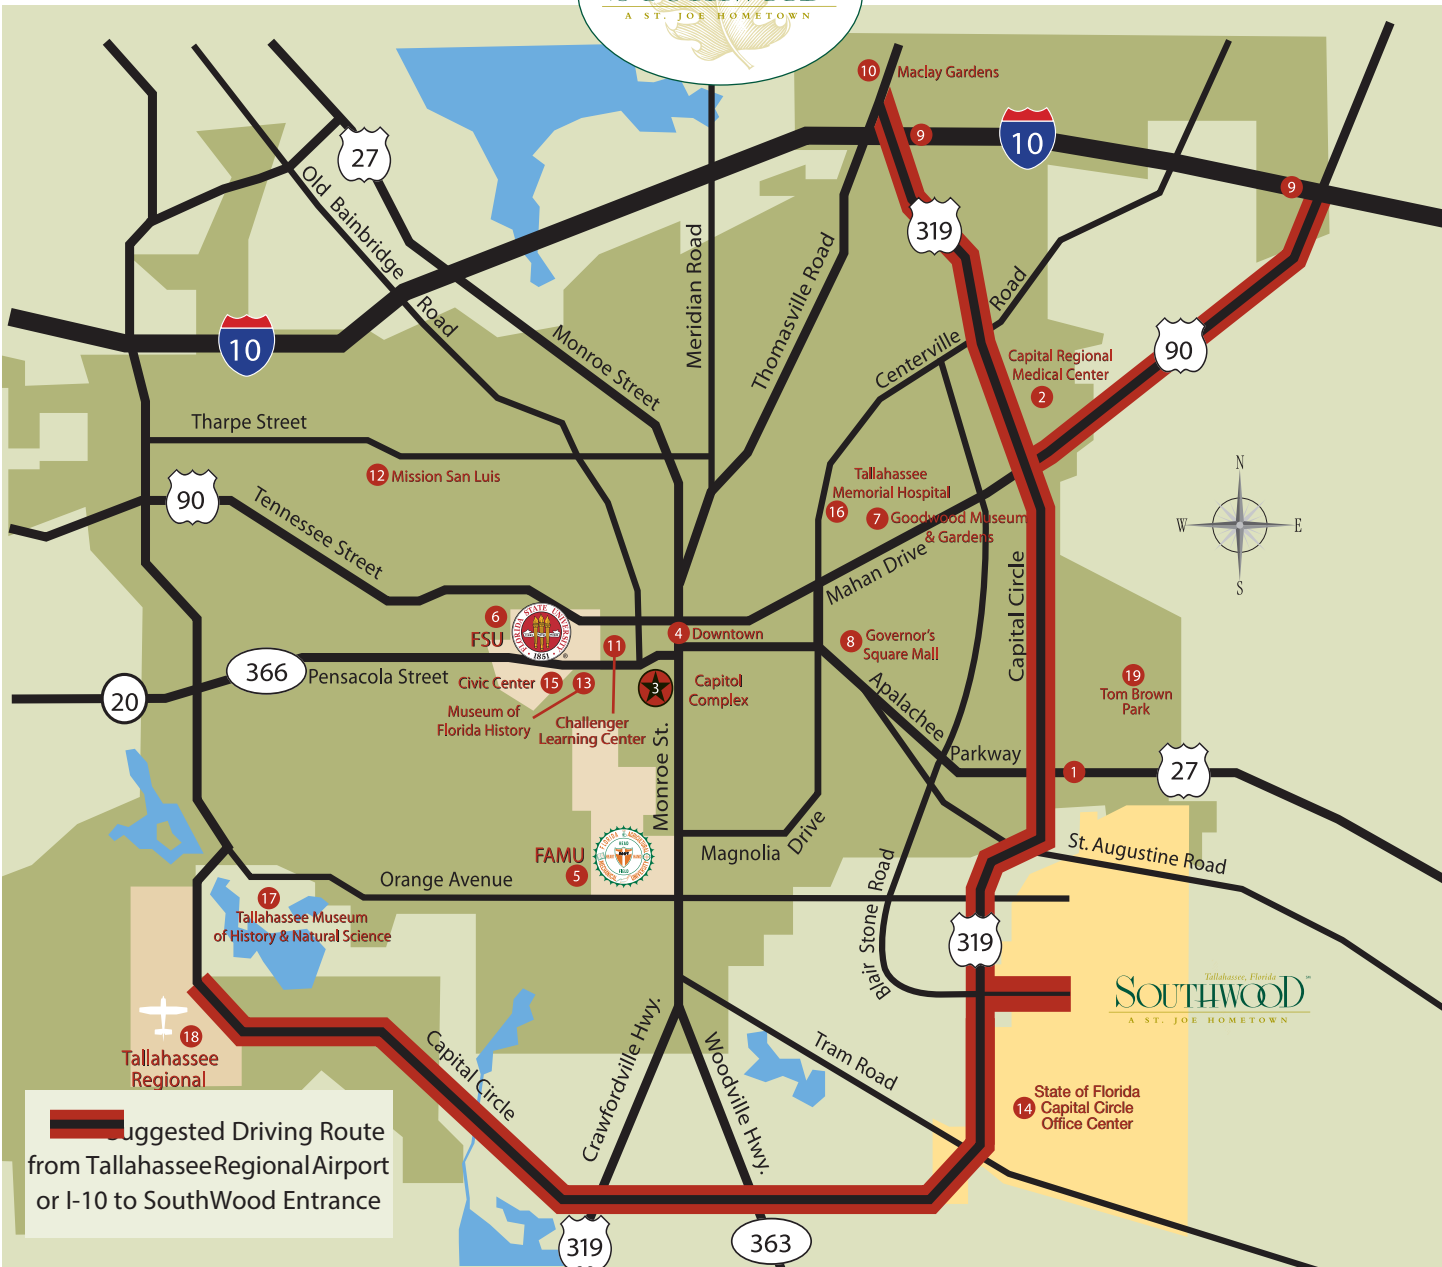 A ST. JOE HOMETOWN
10 Maclay Gardens
9
10
9
27
Old Bainbridge Road
319
Meridian Road
Thomasville Road
Centerville Road
90
10
Monroe Street
Capital Regional
Medical Center
2
Tharpe Street
12 Mission San Luis
90
Tennessee Street
Tallahassee
Memorial Hospital
16
7 Goodwood Museum
& Gardens
Mahan Drive
Capital Circle
N
W
E
S
6
FSU
FLORIDA STATE UNIVERSITY
1851
11
4 Downtown
8 Governor's
Square Mall
366
Pensacola Street
20
Civic Center 15
13
3
Capitol
Complex
Museum of
Florida History
Challenger
Learning Center
Apalachee
Parkway
19
Tom Brown
Park
1
27
Monroe St.
Magnolia Drive
St. Augustine Road
FAMU
5
Orange Avenue
17
Tallahassee Museum
of History & Natural Science
Blair Stone Road
319
Tallahassee, Florida
SOUTHWOOD
A ST. JOE HOMETOWN
18
Tallahassee
Regional
Capital Circle
Crawfordville Hwy.
Woodville Hwy.
Tram Road
14
State of Florida
Capital Circle
Office Center
uggested Driving Route
from Tallahassee Regional Airport
or I-10 to SouthWood Entrance
319
363